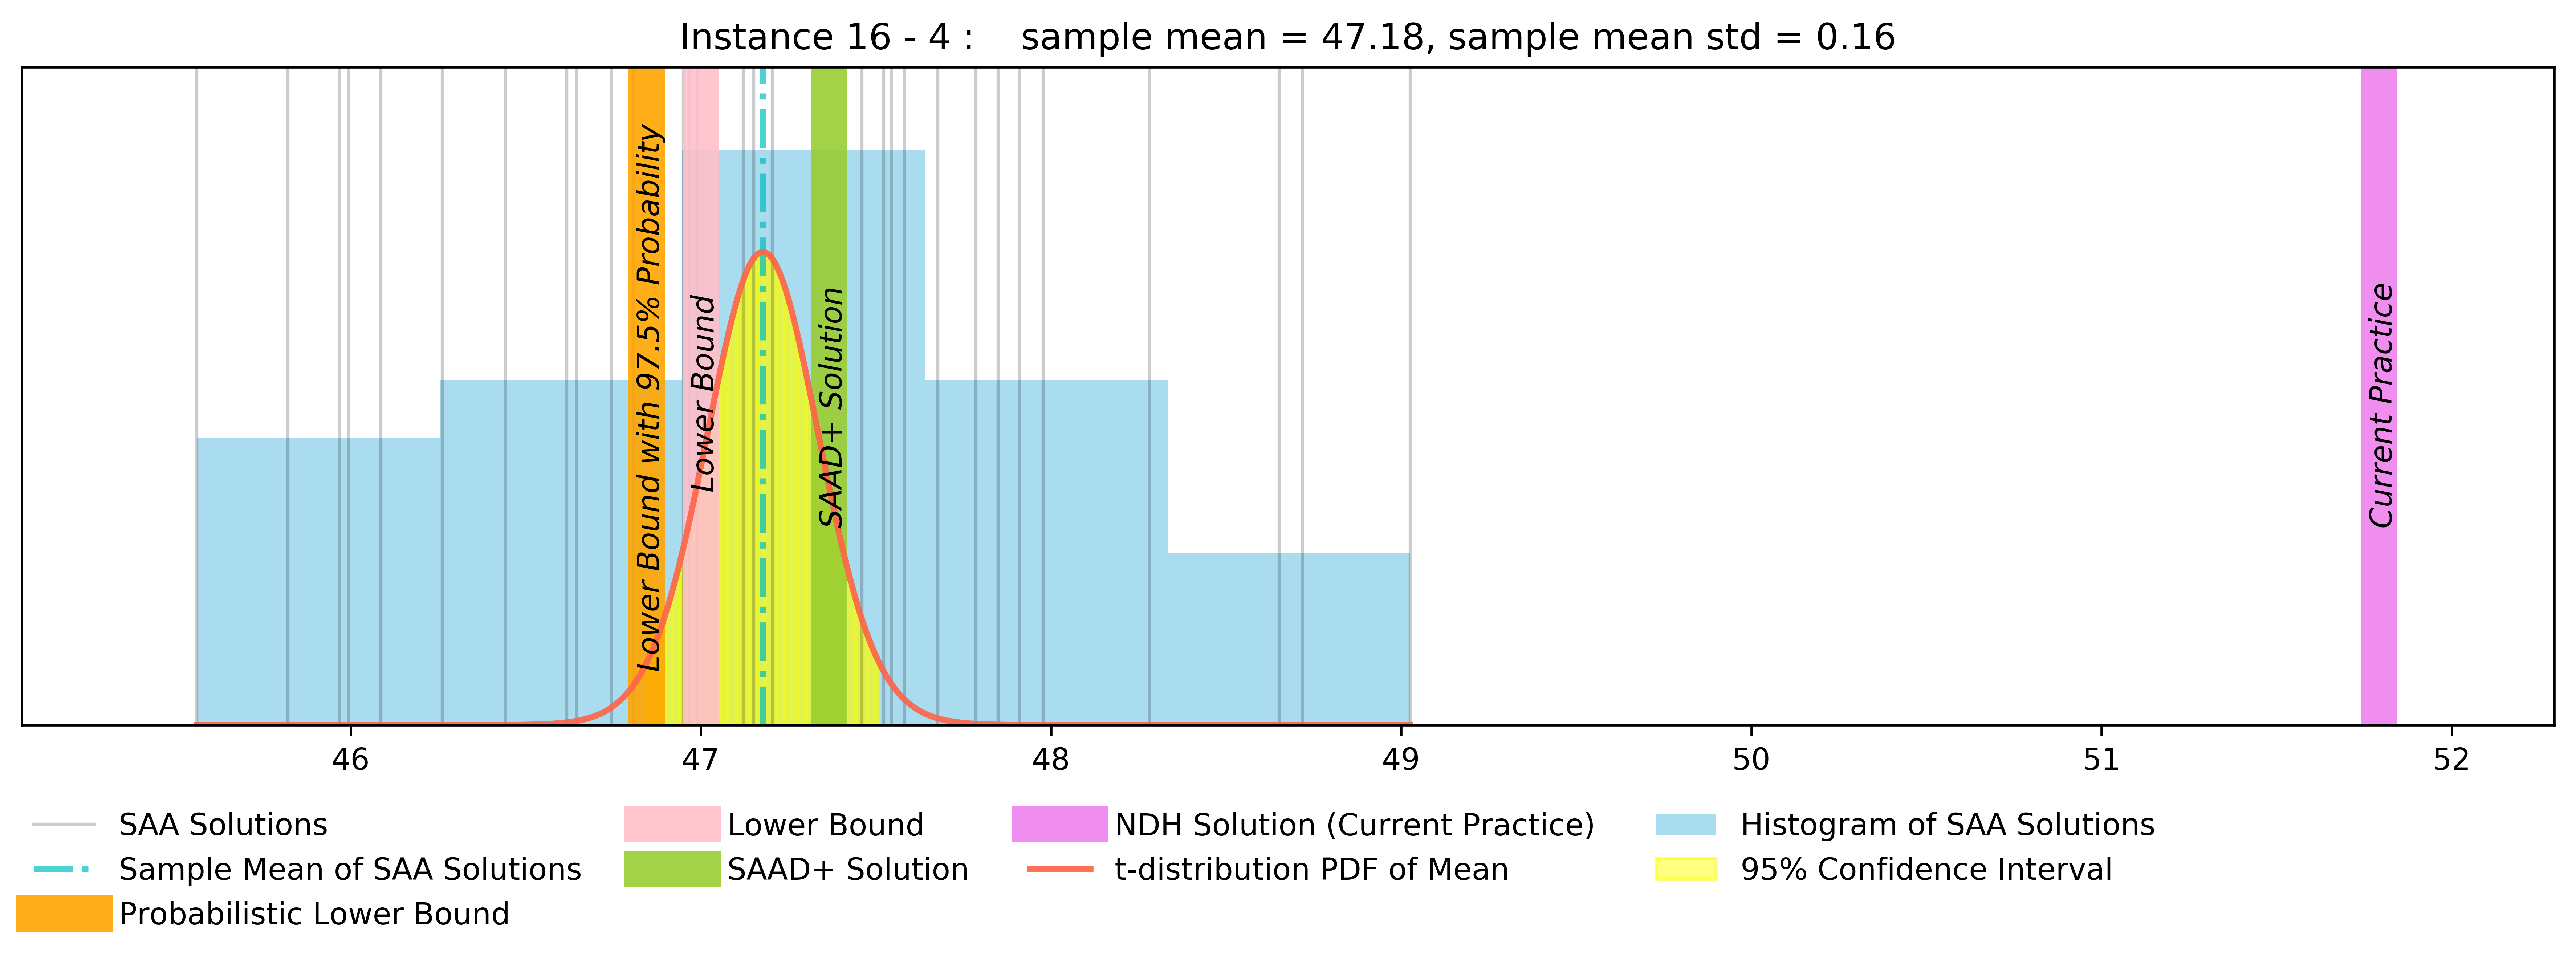 Instance 16 - 4 :    sample mean = 47.18, sample mean std = 0.16
Lower Bound with 97.5% Probability
Lower Bound
SAAD+ Solution
Current Practice
46 47 48 49 50 51 52
SAA Solutions
Sample Mean of SAA Solutions
Probabilistic Lower Bound
Lower Bound
SAAD+ Solution
NDH Solution (Current Practice)
t-distribution PDF of Mean
Histogram of SAA Solutions
95% Confidence Interval